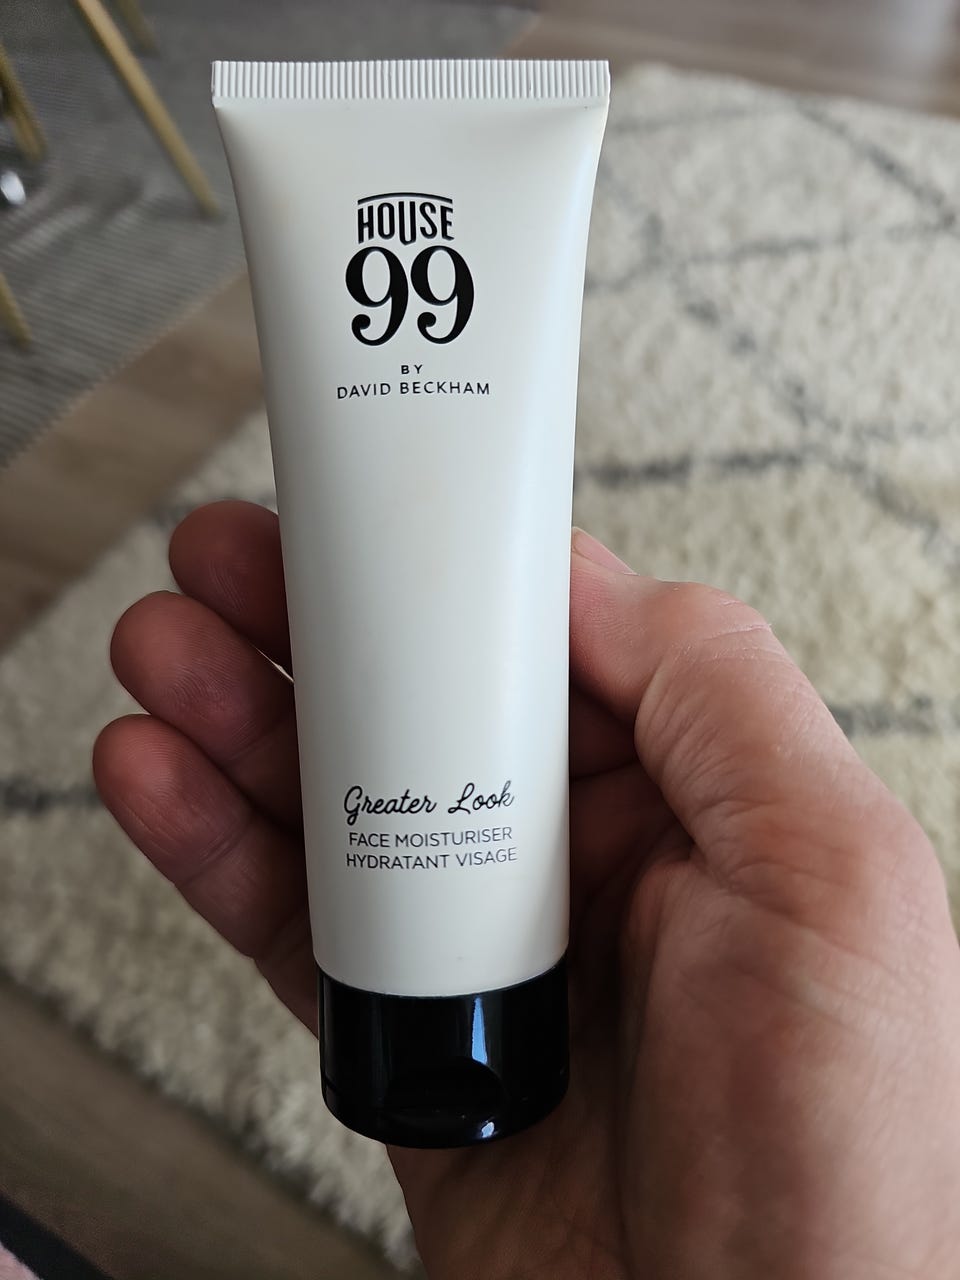 HOUSE
99
BY
DAVID BECKHAM
Greater Look
FACE MOISTURISER
HYDRATANT VISAGE